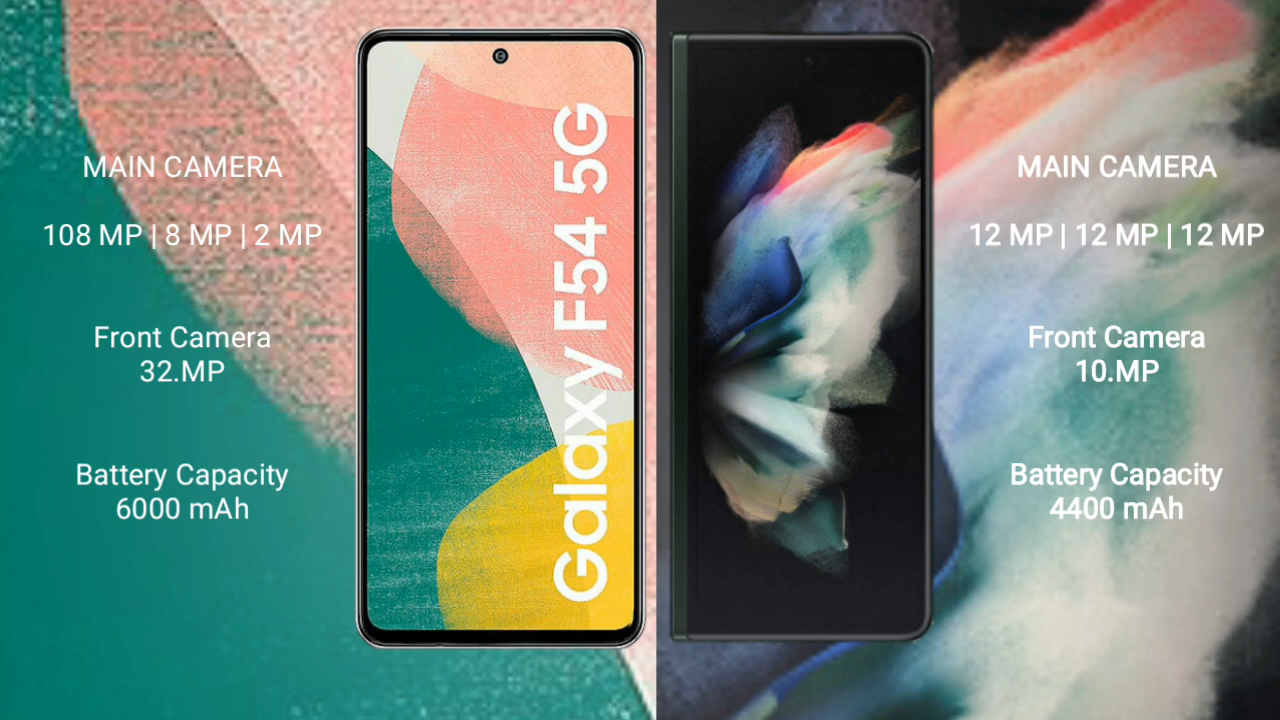 MAIN CAMERA
108 MP | 8 MP | 2 MP
Front Camera
32.MP
Battery Capacity
6000 mAh
Galaxy F54 5G
MAIN CAMERA
12 MP | 12 MP | 12 MP
Front Camera
10.MP
Battery Capacity
4400 mAh